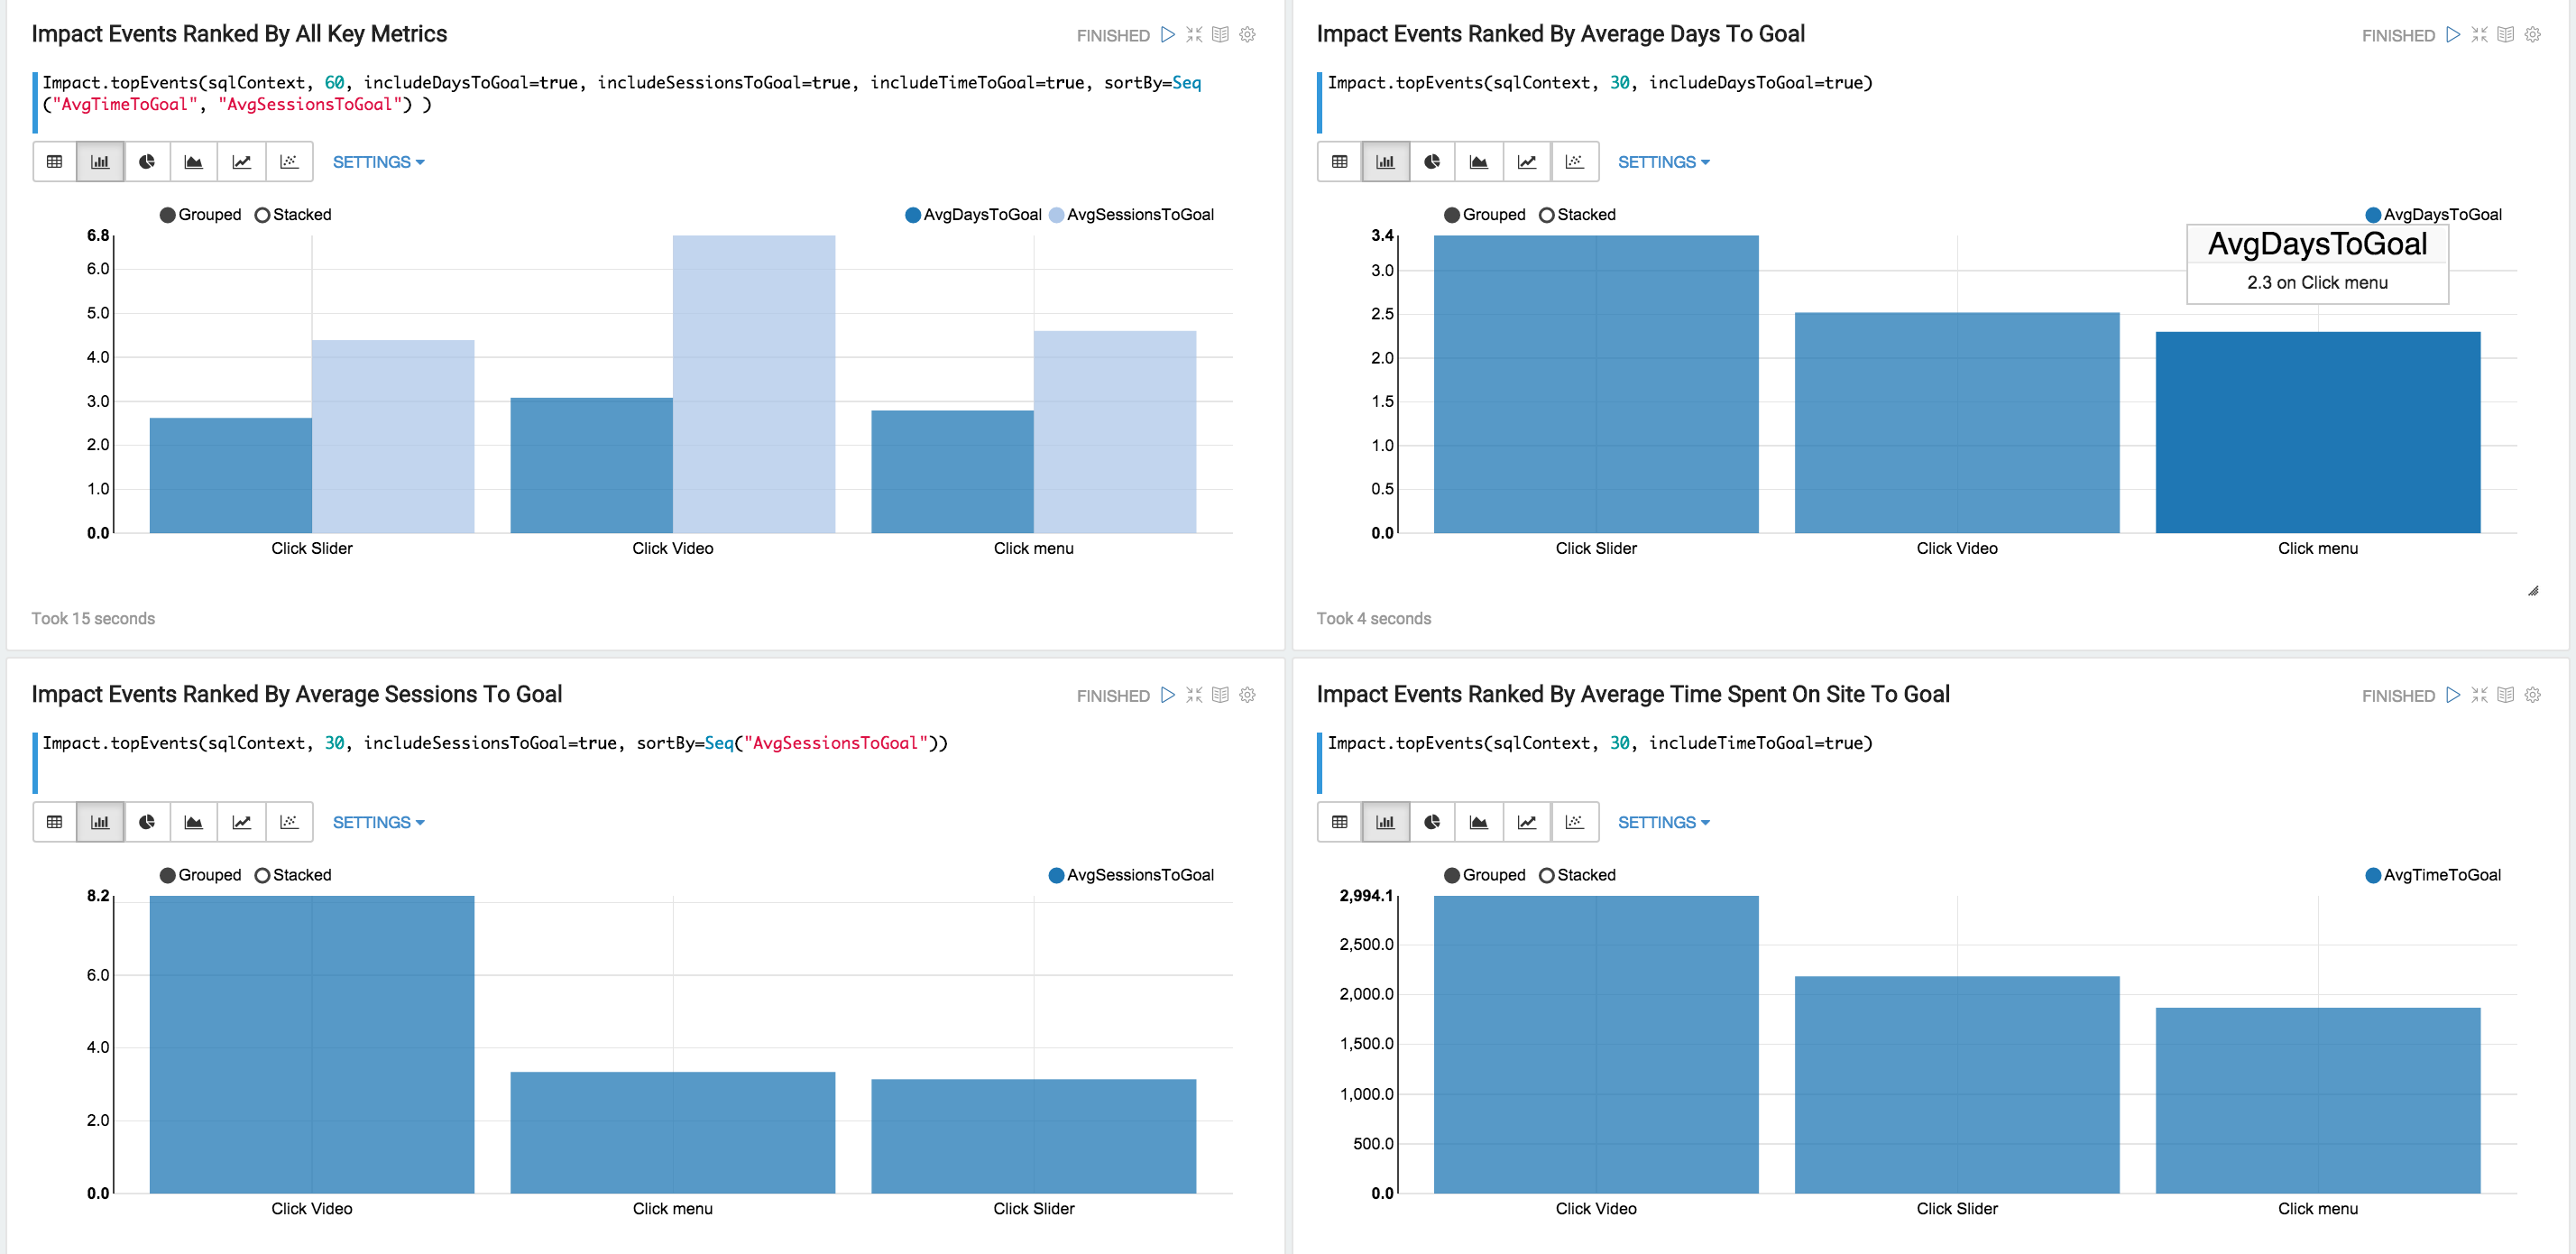 Impact Events Ranked By All Key Metrics
FINISHED
Impact.topEvents(sqlContext, 60, includeDaysToGoal=true, includeSessionsToGoal=true, includeTimeToGoal=true, sortBy=Seq
("AvgTimeToGoal", "AvgSessionsToGoal") )
SETTINGS
Grouped Stacked AvgDaysToGoal AvgSessionsToGoal
6.8
6.0
5.0
4.0
3.0
2.0
1.0
0.0
Click Slider Click Video Click menu
Took 15 seconds
Impact Events Ranked By Average Days To Goal
FINISHED
Impact.topEvents(sqlContext, 30, includeDaysToGoal=true)
SETTINGS
Grouped Stacked AvgDaysToGoal
AvgDaysToGoal
2.3 on Click menu
3.4
3.0
2.5
2.0
1.5
1.0
0.5
0.0
Click Slider Click Video Click menu
Took 4 seconds
Impact Events Ranked By Average Sessions To Goal
FINISHED
Impact.topEvents(sqlContext, 30, includeSessionsToGoal=true, sortBy=Seq("AvgSessionsToGoal"))
SETTINGS
Grouped Stacked AvgSessionsToGoal
8.2
6.0
4.0
2.0
0.0
Click Video Click menu Click Slider
Impact Events Ranked By Average Time Spent On Site To Goal
FINISHED
Impact.topEvents(sqlContext, 30, includeTimeToGoal=true)
SETTINGS
Grouped Stacked AvgTimeToGoal
2,994.1
2,500.0
2,000.0
1,500.0
1,000.0
500.0
0.0
Click Video Click Slider Click menu